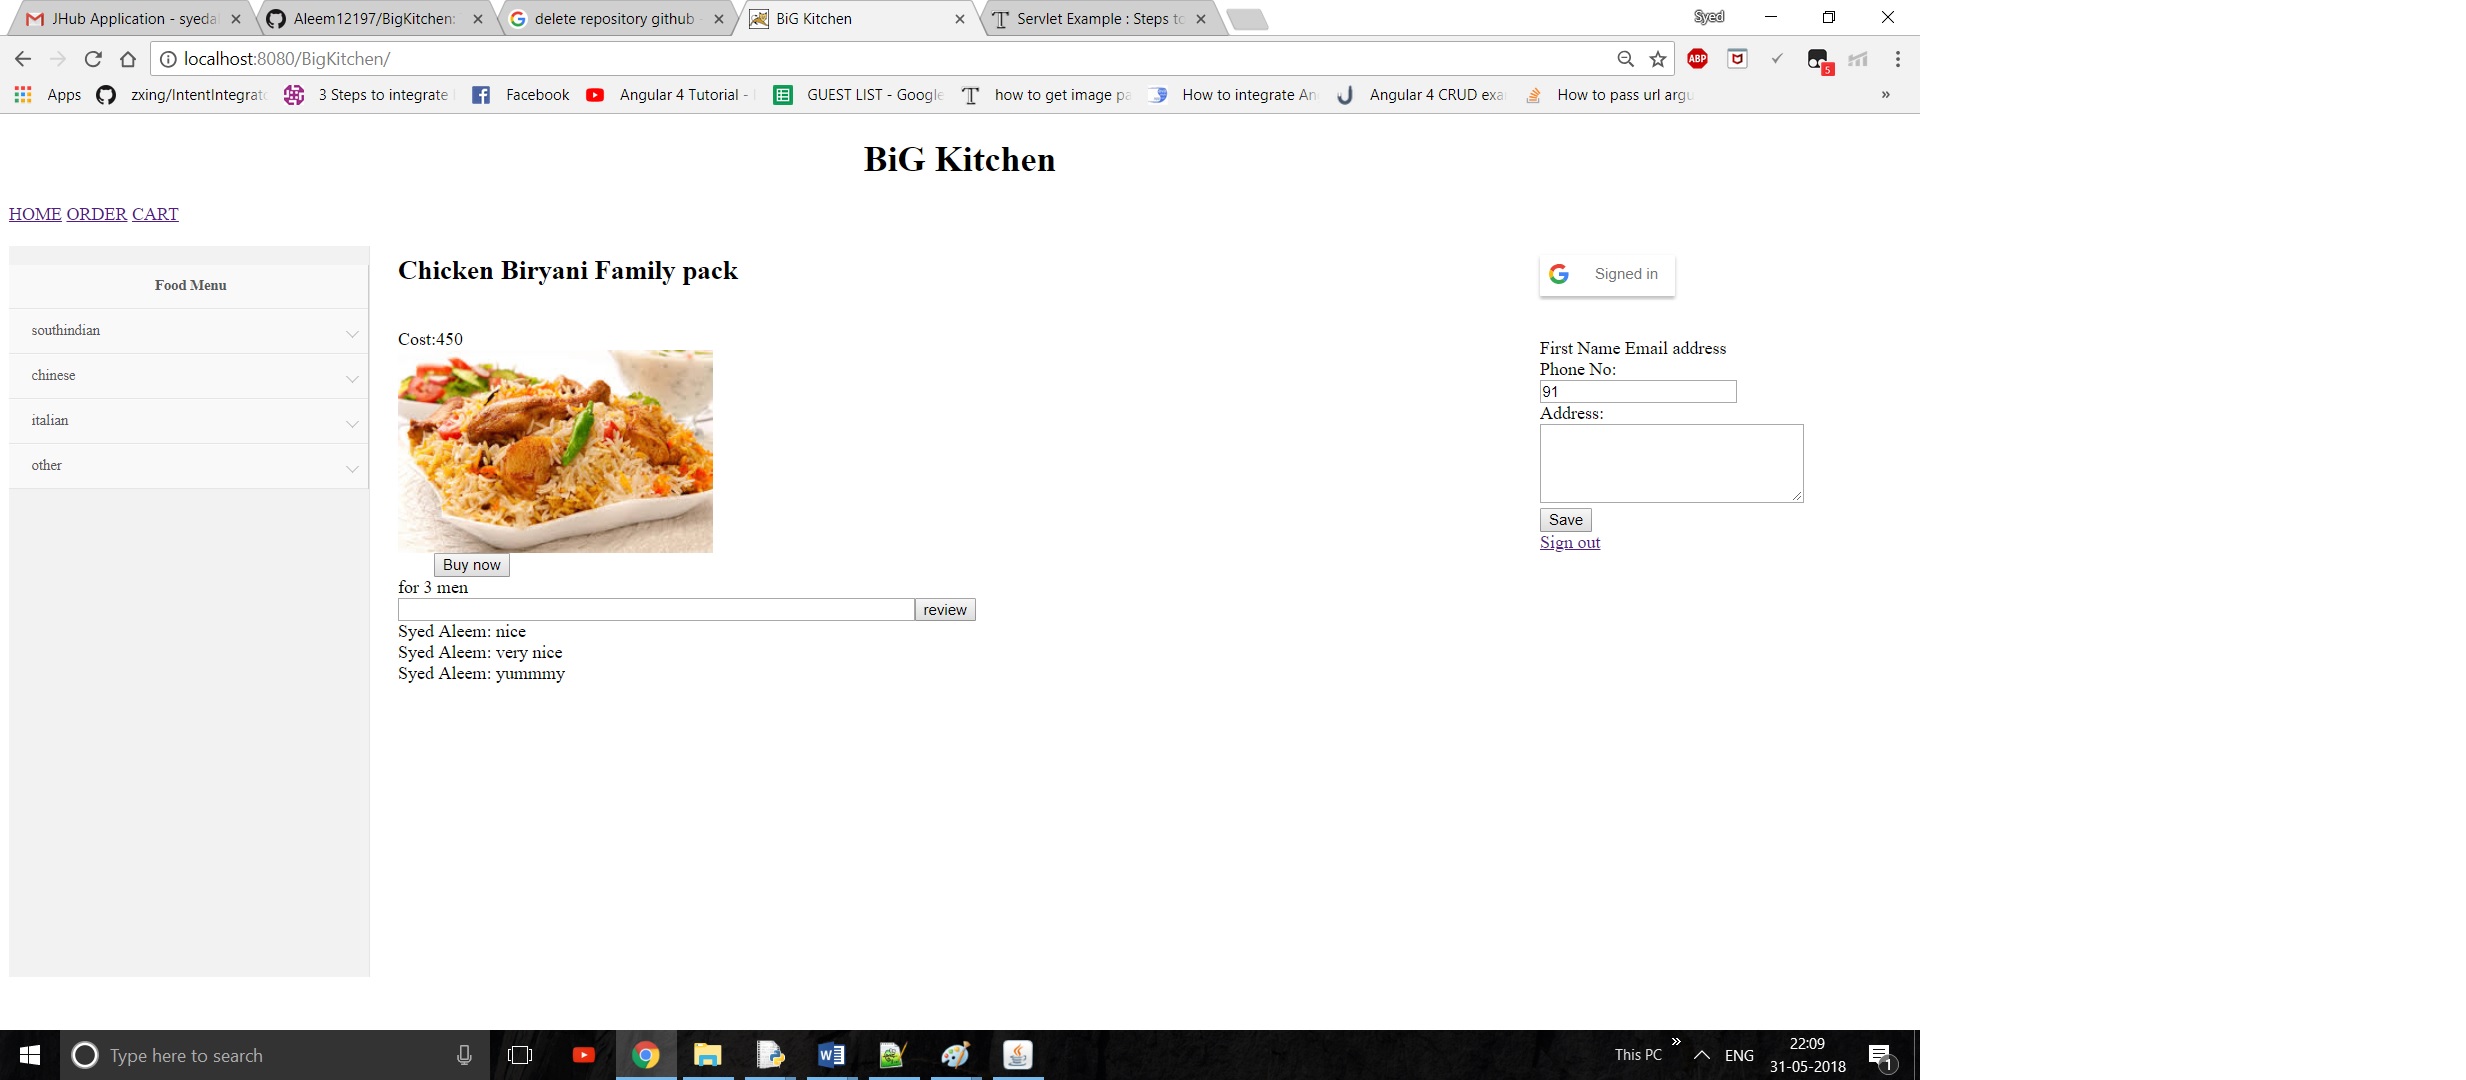 JHub Application - syedal
Aleem12197/BigKitchen:
delete repository github -
BiG Kitchen
Servlet Example : Steps to
Syed
localhost:8080/BigKitchen/
ABP
5
Apps
zxing/IntentIntegrato
3 Steps to integrate
Facebook
Angular 4 Tutorial -
GUEST LIST - Google
how to get image pa
How to integrate An
Angular 4 CRUD exa
How to pass url argu
»
BiG Kitchen
HOME ORDER CART
Food Menu
southindian
chinese
italian
other
Chicken Biryani Family pack
Cost:450
Buy now
for 3 men
review
Syed Aleem: nice
Syed Aleem: very nice
Syed Aleem: yummmy
Signed in
First Name Email address
Phone No:
91
Address:
Save
Sign out
Type here to search
This PC
»
ENG
22:09
31-05-2018
1